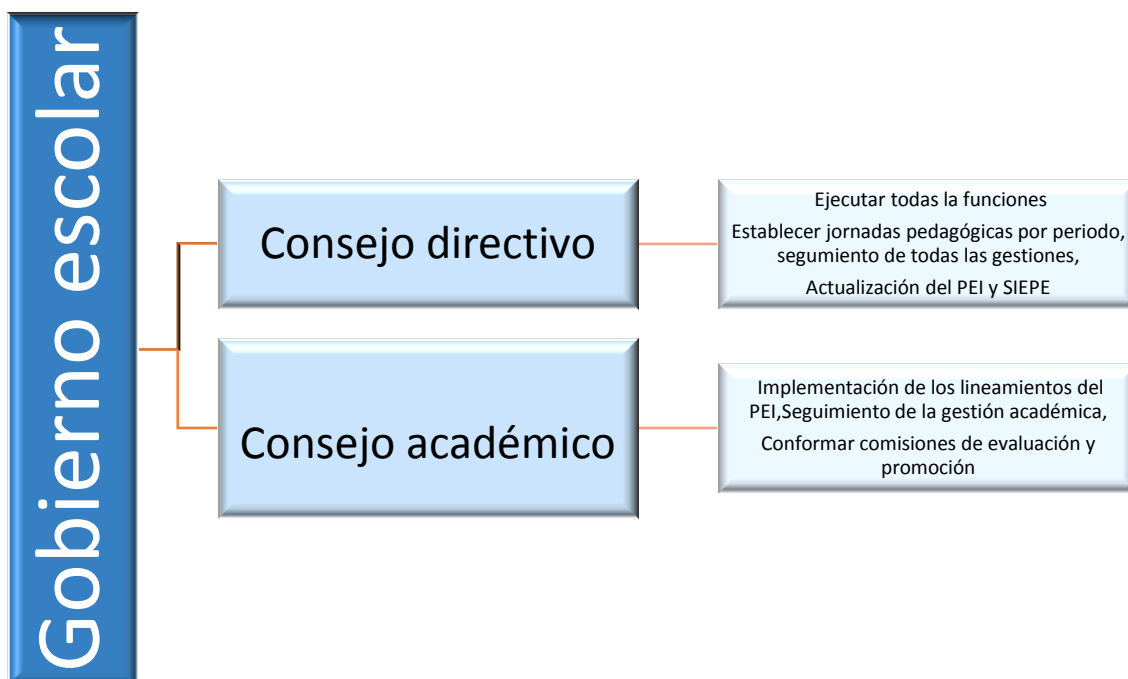 Gobierno escolar
Consejo directivo
Ejecutar todas la funciones
Establecer jornadas pedagógicas por periodo,
segumiento de todas las gestiones,
Actualización del PEI y SIEPE
Consejo académico
Implementación de los lineamientos del
PEI,Seguimiento de la gestión académica,
Conformar comisiones de evaluación y
promoción